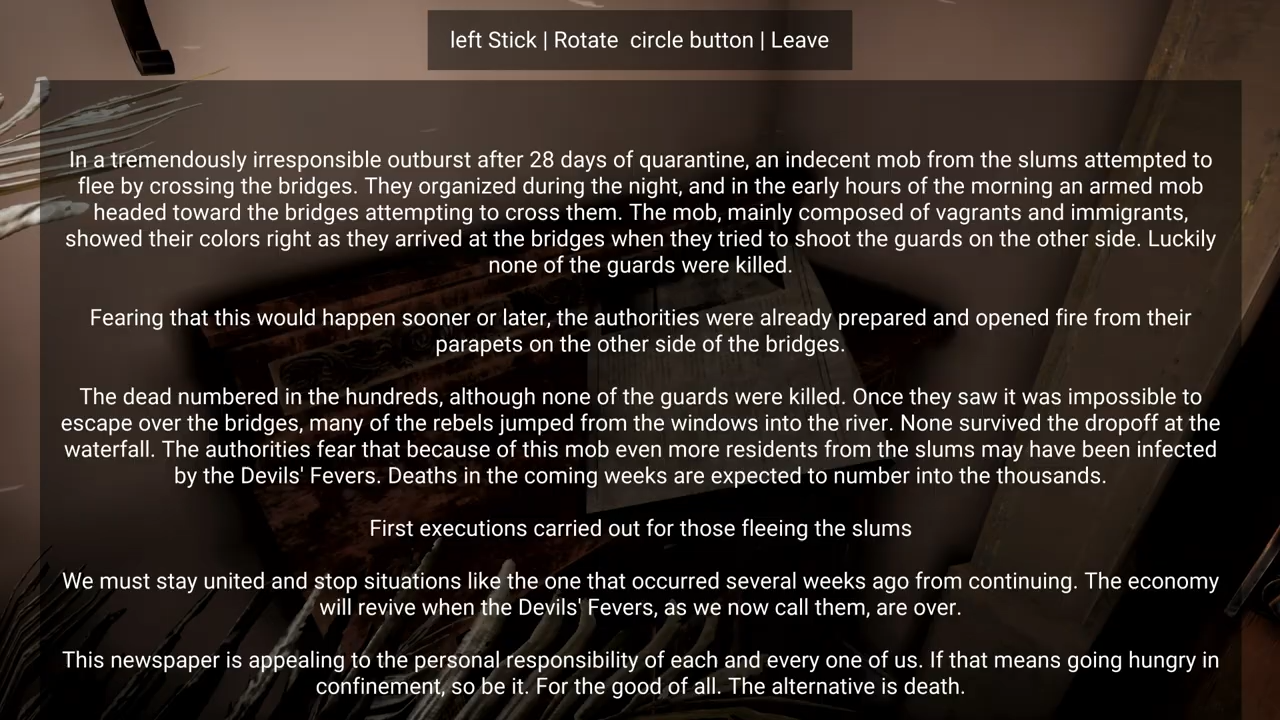 left Stick | Rotate  circle button | Leave
In a tremendously irresponsible outburst after 28 days of quarantine, an indecent mob from the slums attempted to
flee by crossing the bridges. They organized during the night, and in the early hours of the morning an armed mob
headed toward the bridges attempting to cross them. The mob, mainly composed of vagrants and immigrants,
showed their colors right as they arrived at the bridges when they tried to shoot the guards on the other side. Luckily
none of the guards were killed.
Fearing that this would happen sooner or later, the authorities were already prepared and opened fire from their
parapets on the other side of the bridges.
The dead numbered in the hundreds, although none of the guards were killed. Once they saw it was impossible to
escape over the bridges, many of the rebels jumped from the windows into the river. None survived the dropoff at the
waterfall. The authorities fear that because of this mob even more residents from the slums may have been infected
by the Devils' Fevers. Deaths in the coming weeks are expected to number into the thousands.
First executions carried out for those fleeing the slums
We must stay united and stop situations like the one that occurred several weeks ago from continuing. The economy
will revive when the Devils' Fevers, as we now call them, are over.
This newspaper is appealing to the personal responsibility of each and every one of us. If that means going hungry in
confinement, so be it. For the good of all. The alternative is death.